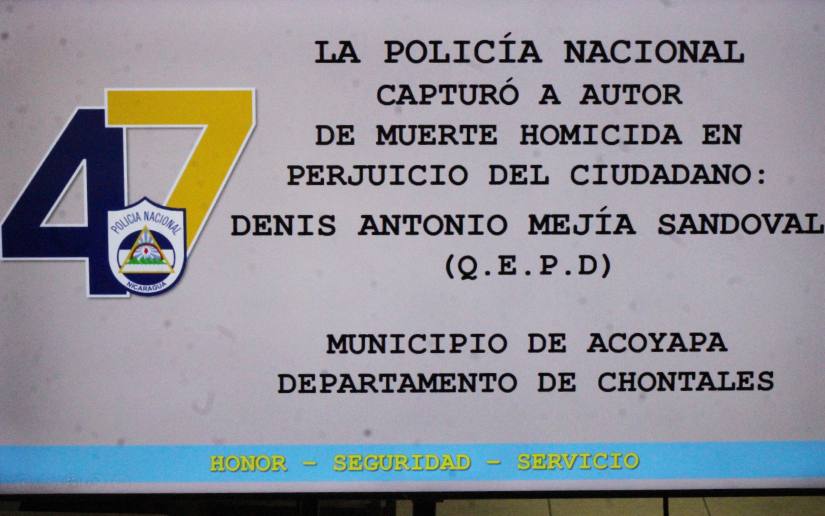 LA POLICÍA NACIONAL
CAPTURÓ A AUTOR
DE MUERTE HOMICIDA EN
PERJUICIO DEL CIUDADANO:
DENIS ANTONIO MEJÍA SANDOVAL
(Q.E.P.D)
MUNICIPIO DE ACOYAPA
DEPARTAMENTO DE CHONTALES
47
POLICIA NACIONAL
NICARAGUA
HONOR – SEGURIDAD – SERVICIO